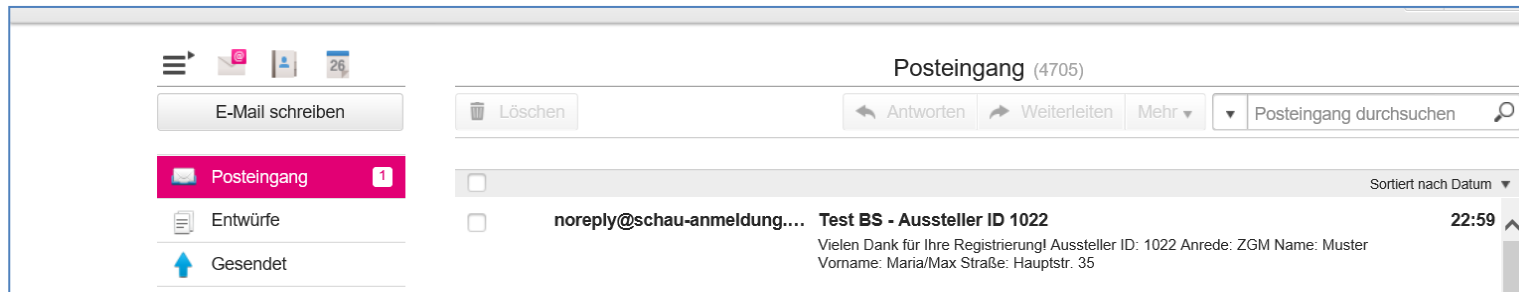 Posteingang (4705)
E-Mail schreiben
Löschen
Antworten
Weiterleiten
Mehr
Posteingang durchsuchen
Posteingang 1
Sortiert nach Datum
Entwürfe
noreply@schau-anmeldung.... Test BS - Aussteller ID 1022 22:59
Vielen Dank für Ihre Registrierung! Aussteller ID: 1022 Anrede: ZGM Name: Muster
Vorname: Maria/Max Straße: Hauptstr. 35
Gesendet
26
@